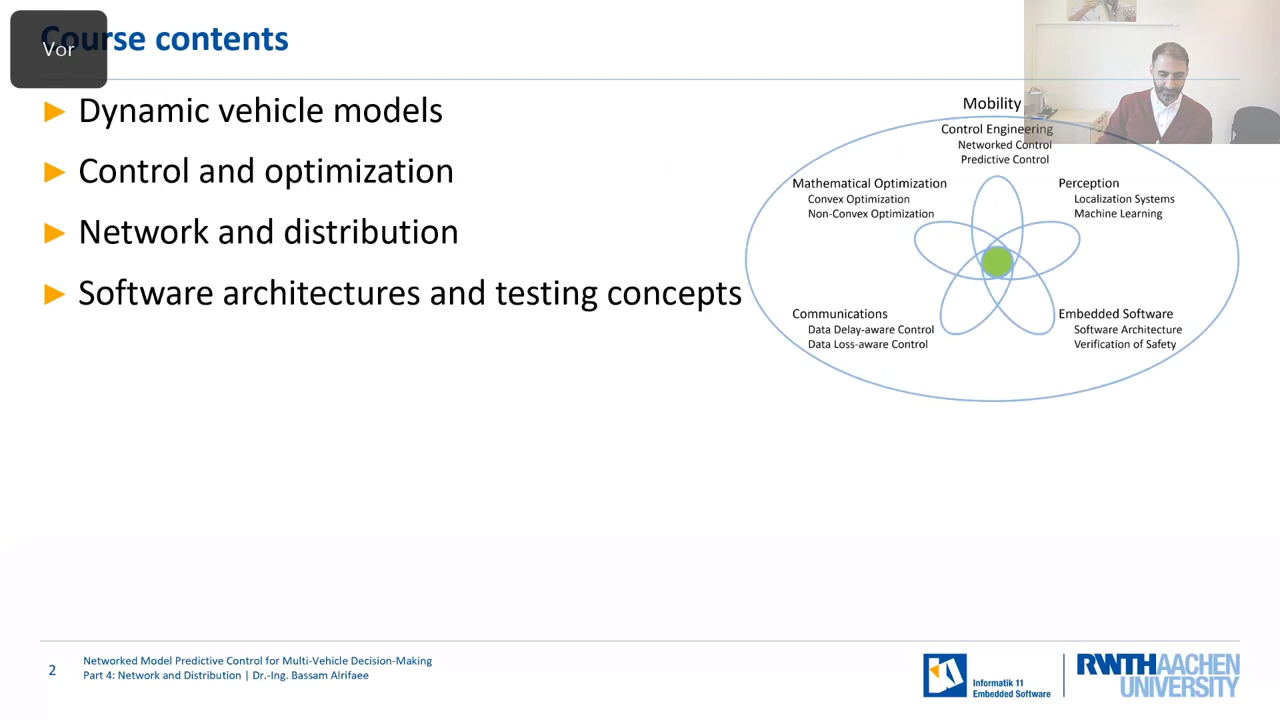 Course contents
Vor
Dynamic vehicle models
Control and optimization
Network and distribution
Software architectures and testing concepts
Mobility
Control Engineering
Networked Control
Predictive Control
Mathematical Optimization
Convex Optimization
Non-Convex Optimization
Perception
Localization Systems
Machine Learning
Communications
Data Delay-aware Control
Data Loss-aware Control
Embedded Software
Software Architecture
Verification of Safety
2
Networked Model Predictive Control for Multi-Vehicle Decision-Making
Part 4: Network and Distribution | Dr.-Ing. Bassam Alrifaee
Informatik 11
Embedded Software
RWTHAACHEN
UNIVERSITY